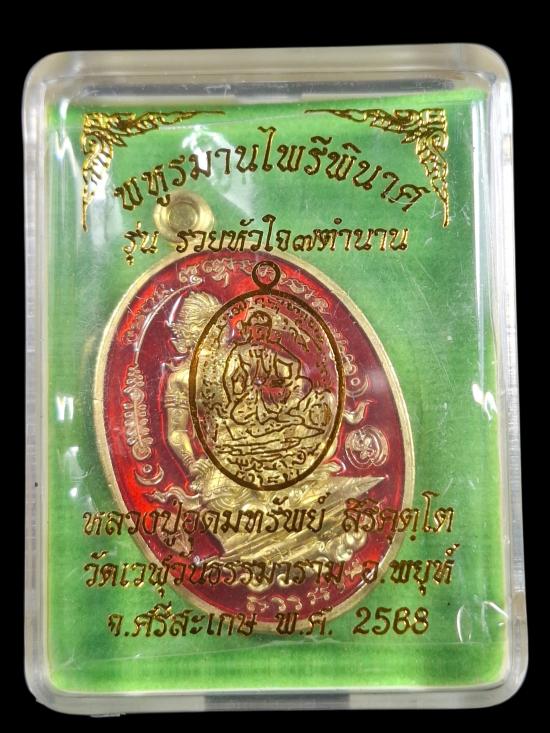 พหูรมานไพรีพินาศ
รุ่น รวยหัวใจ๗ตำนาน
หลวงปู่อุดมทรัพย์ สิริคุตฺโต
วัดเวฬุวันธรรมาราม อ.พยุห์
จ.ศรีสะเกษ พ.ศ. 2568